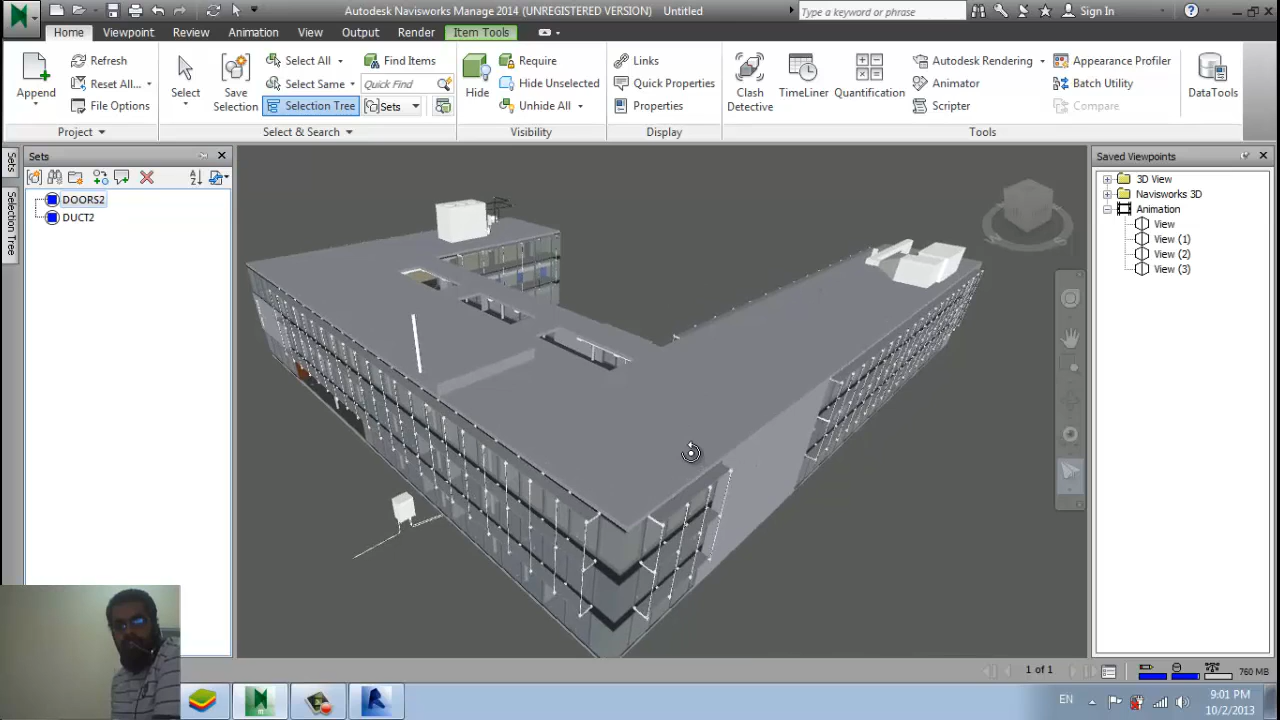 Autodesk Navisworks Manage 2014 (UNREGISTERED VERSION) Untitled
Type a keyword or phrase
Sign In
Home Viewpoint Review Animation View Output Render Item Tools
Append
Refresh
Reset All...
File Options
Project
Select
Save Selection
Select All
Select Same
Selection Tree
Find Items
Quick Find
Sets
Select & Search
Hide
Require
Hide Unselected
Unhide All
Visibility
Links
Quick Properties
Properties
Display
Clash Detective
TimeLiner
Quantification
Autodesk Rendering
Animator
Scripter
Appearance Profiler
Batch Utility
Compare
DataTools
Tools
Sets
Selection Tree
Sets
DOORS2
DUCT2
Saved Viewpoints
3D View
Navisworks 3D
Animation
View
View (1)
View (2)
View (3)
1 of 1
760 MB
EN
9:01 PM
10/2/2013